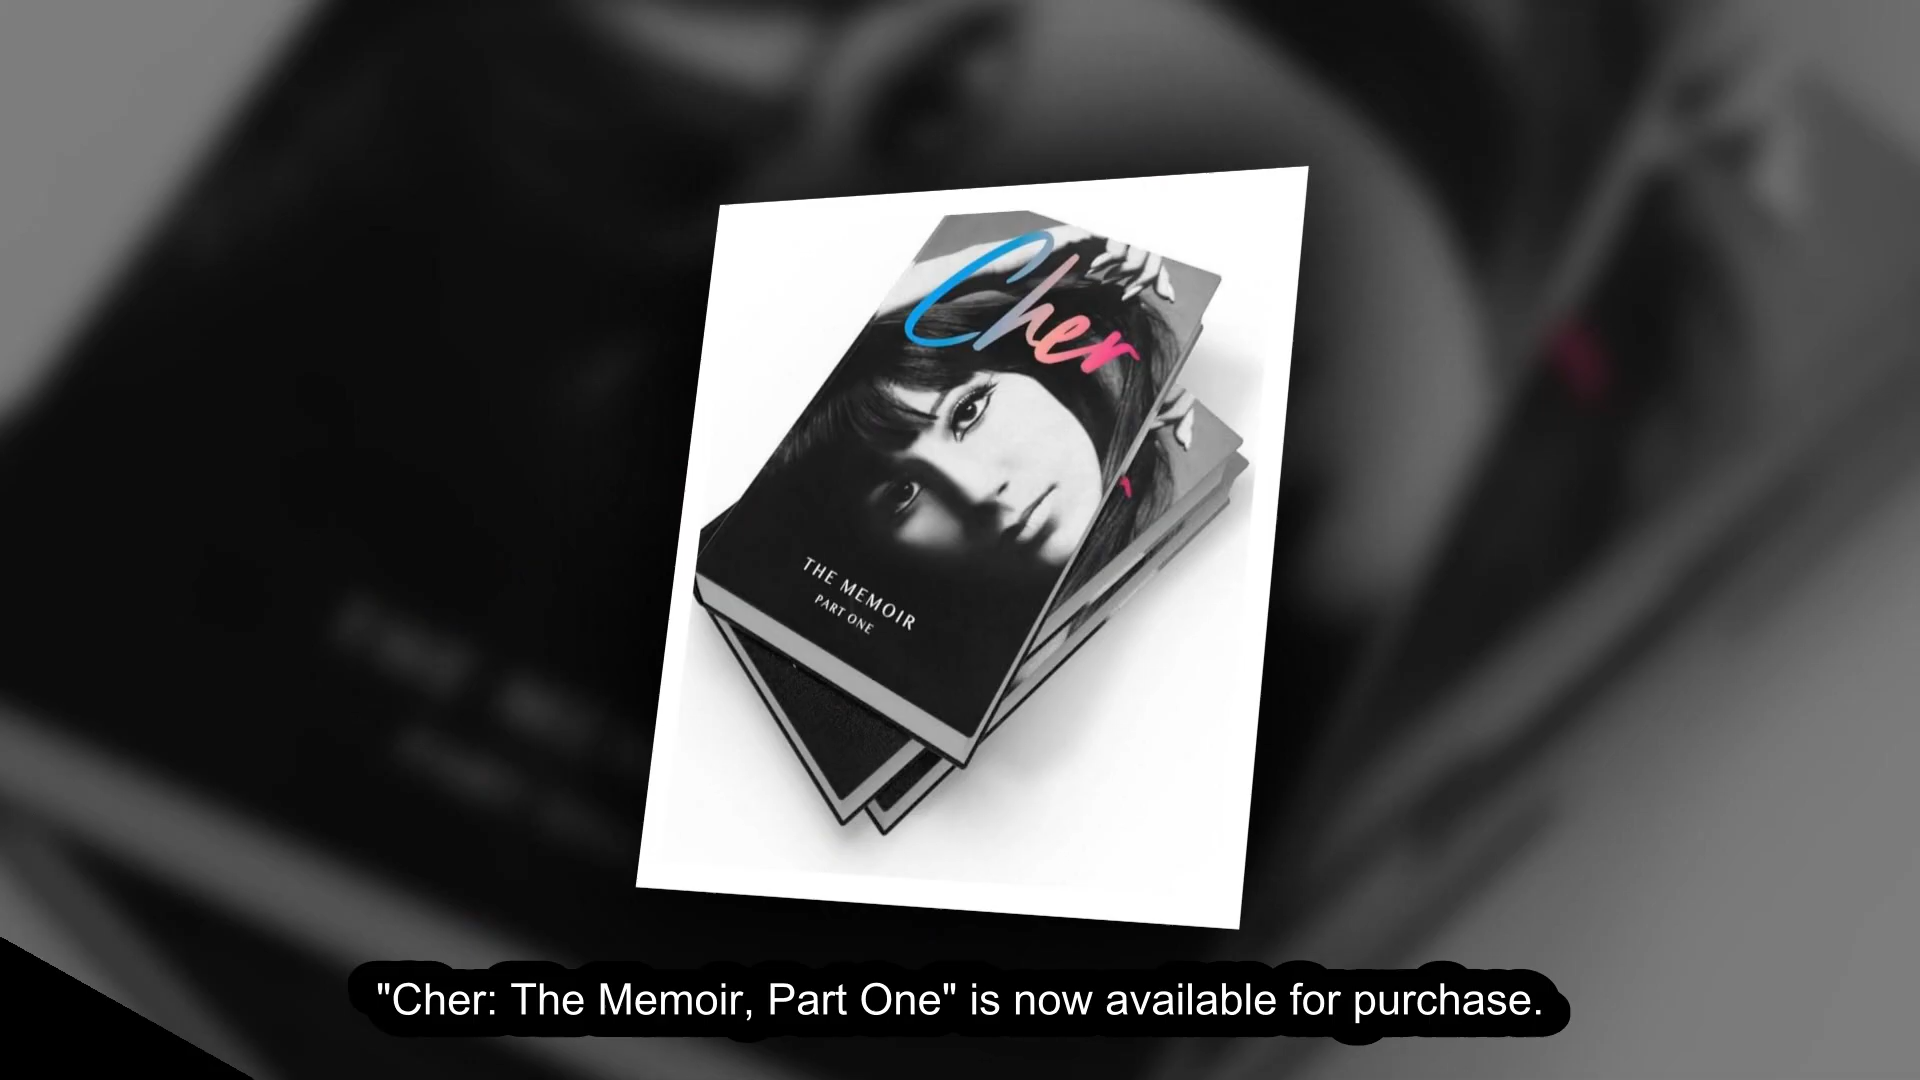 Cher
THE MEMOIR
PART ONE
"Cher: The Memoir, Part One" is now available for purchase.